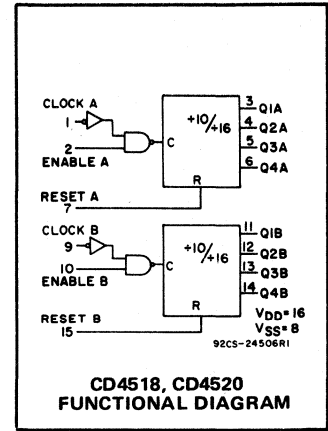 CLOCK A
1
2
ENABLE A
C
÷10/÷16
3 Q1A
4 Q2A
5 Q3A
6 Q4A
R
RESET A
7
CLOCK B
9
10
ENABLE B
C
÷10/÷16
11 Q1B
12 Q2B
13 Q3B
14 Q4B
R
RESET B
15
VDD=16
VSS=8
92CS-24506R1
CD4518, CD4520
FUNCTIONAL DIAGRAM